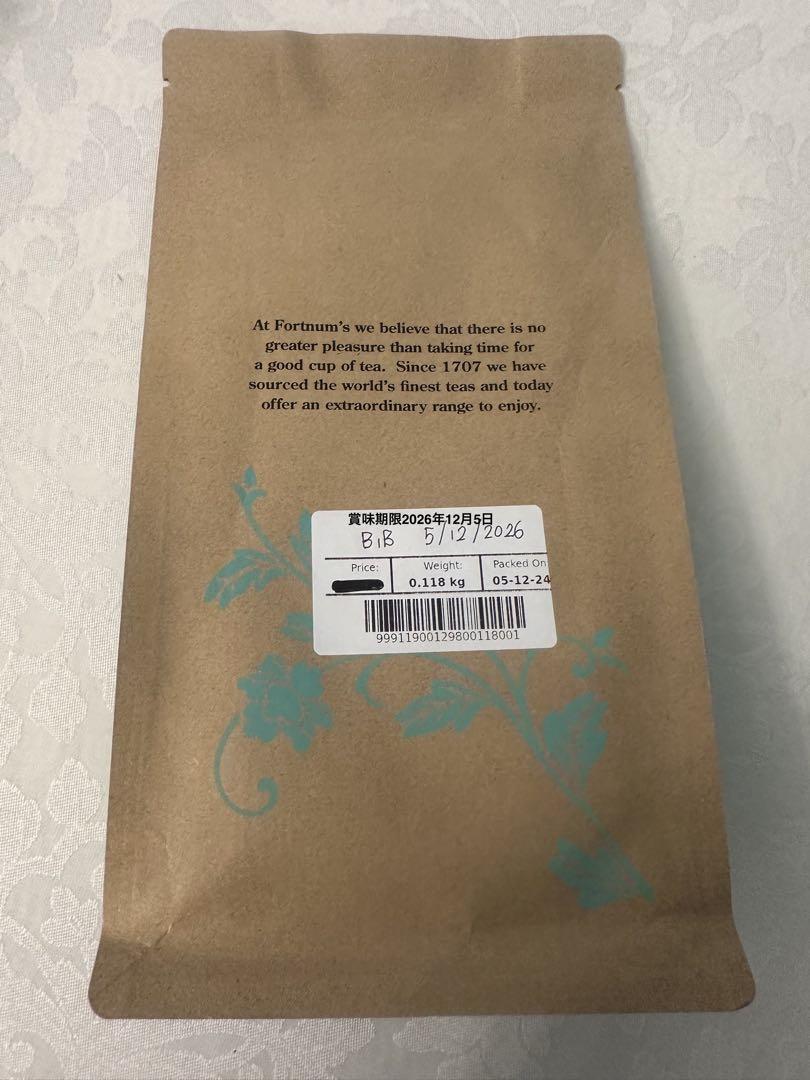 At Fortnum's we believe that there is no
greater pleasure than taking time for
a good cup of tea. Since 1707 we have
sourced the world's finest teas and today
offer an extraordinary range to enjoy.
賞味期限2026年12月5日
B.B 5/12/2026
Price: Weight: Packed On
0.118 kg 05-12-24
99911900129800118001